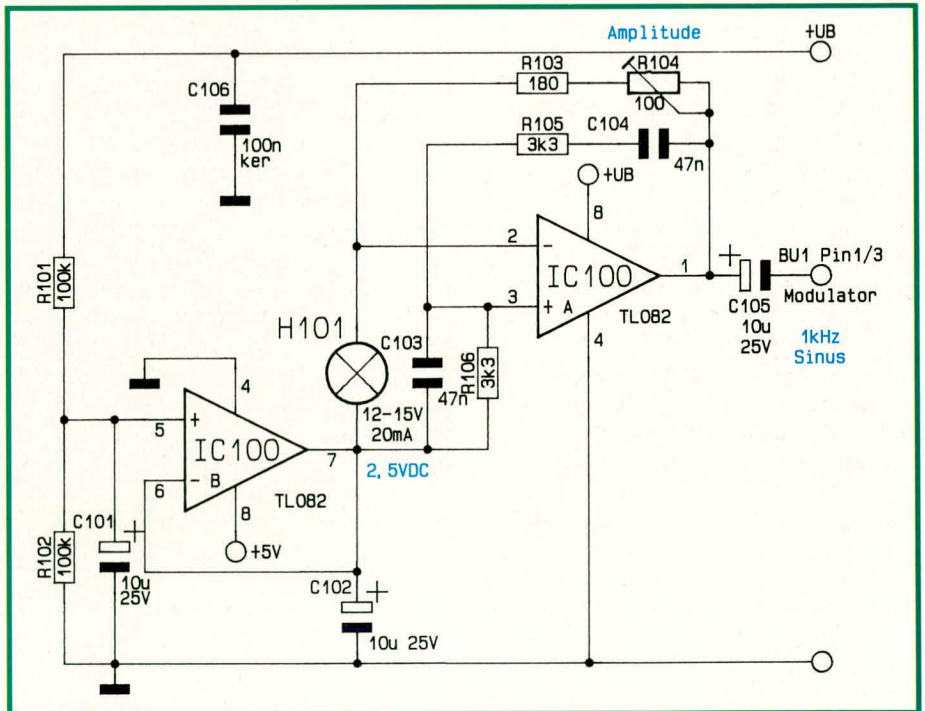 Amplitude
+UB
R103
180
R104
100
C106
100n
ker
R105
3k3
C104
47n
+UB
8
2
-
IC100
1
+
BU1 Pin1/3
Modulator
3
+ A
TL082
C105
10u
25V
1kHz
Sinus
4
R101
100k
H101
C103
47n
R106
3k3
12-15V
20mA
4
5
+
IC100
7
2,5VDC
6
- B
TL082
8
+5V
R102
100k
C101
+
10u
25V
C102
+
10u 25V